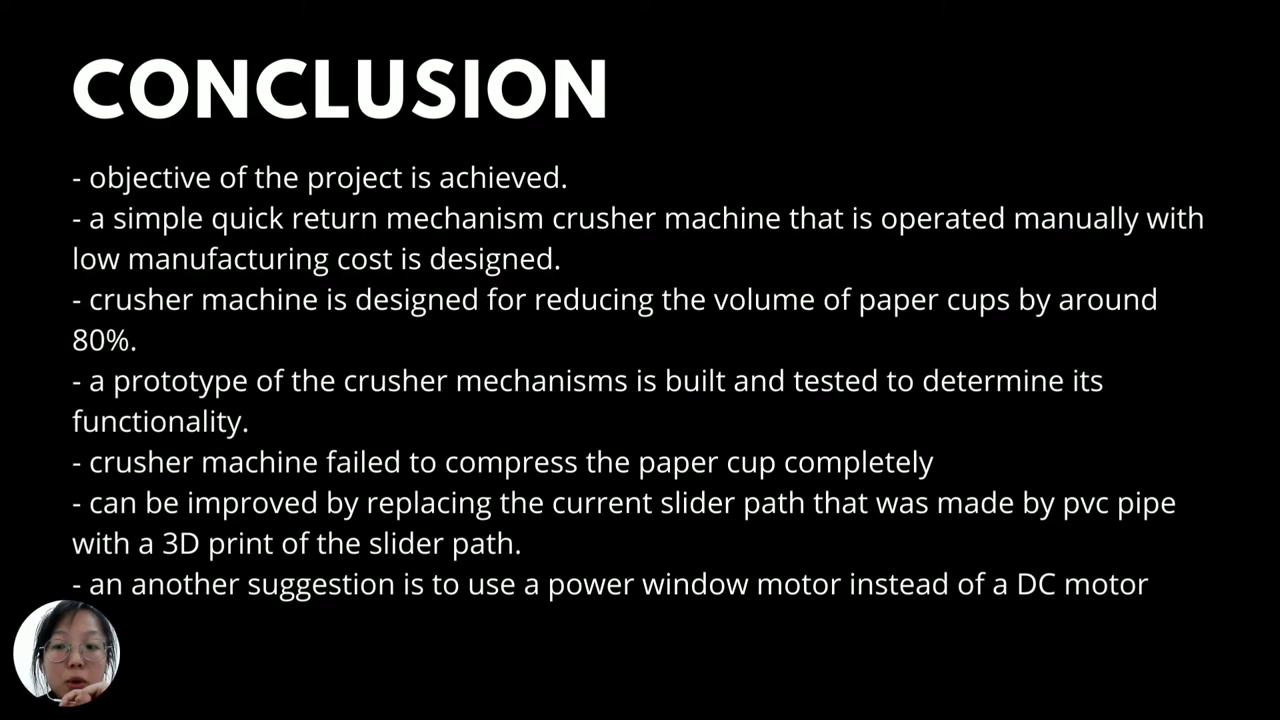 CONCLUSION
- objective of the project is achieved.
- a simple quick return mechanism crusher machine that is operated manually with
low manufacturing cost is designed.
- crusher machine is designed for reducing the volume of paper cups by around
80%.
- a prototype of the crusher mechanisms is built and tested to determine its
functionality.
- crusher machine failed to compress the paper cup completely
- can be improved by replacing the current slider path that was made by pvc pipe
with a 3D print of the slider path.
- an another suggestion is to use a power window motor instead of a DC motor